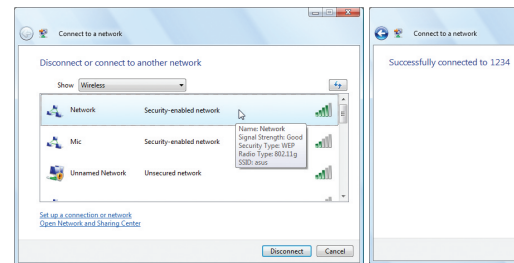 Connect to a network
Disconnect or connect to another network
Show Wireless
Network Security-enabled network
Name: Network
Signal Strength: Good
Security Type: WEP
Radio Type: 802.11g
SSID: asus
Mic Security-enabled network
Unnamed Network Unsecured network
Set up a connection or network
Open Network and Sharing Center
Disconnect Cancel
Connect to a network
Successfully connected to 1234